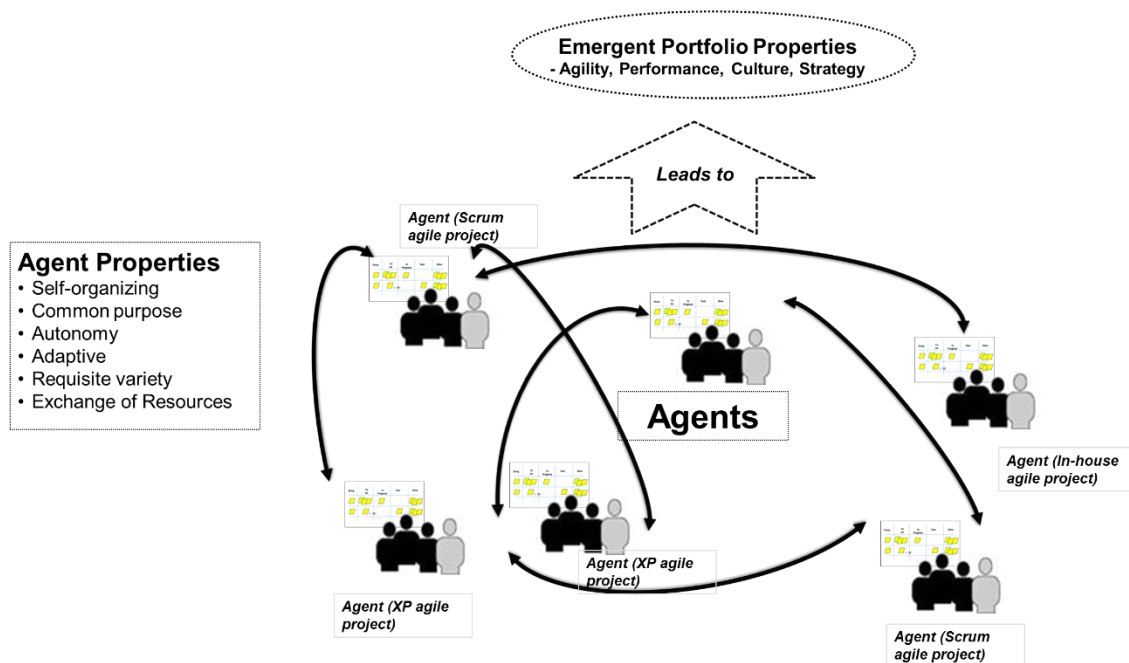 Emergent Portfolio Properties
- Agility, Performance, Culture, Strategy
Leads to
Agent (Scrum
agile project)
Agent Properties
• Self-organizing
• Common purpose
• Autonomy
• Adaptive
• Requisite variety
• Exchange of Resources
Agents
Agent (In-house
agile project)
Agent (XP agile
project)
Agent (XP agile
project)
Agent (Scrum
agile project)